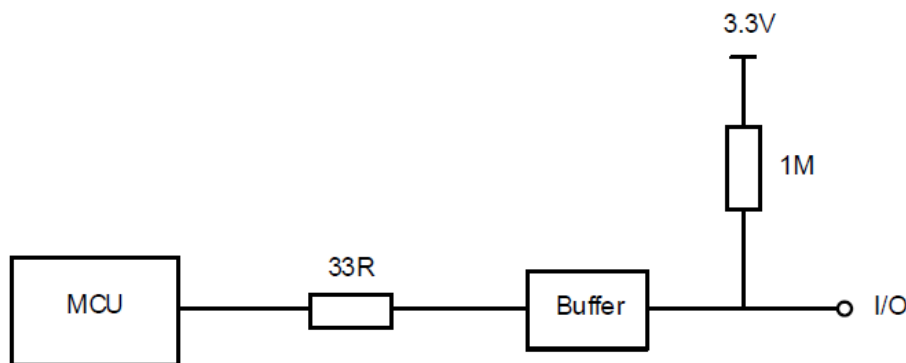 3.3V
1M
33R
MCU
Buffer
I/O